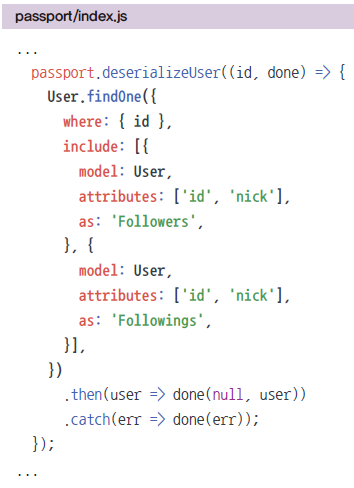 passport/index.js
...
passport.deserializeUser((id, done) => {
User.findOne({
where: { id },
include: [{
model: User,
attributes: ['id', 'nick'],
as: 'Followers',
}, {
model: User,
attributes: ['id', 'nick'],
as: 'Followings',
}],
})
.then(user => done(null, user))
.catch(err => done(err));
});
...